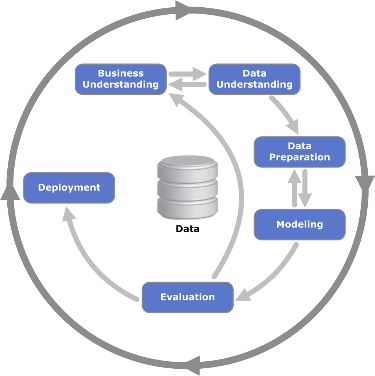 Business
Understanding
Data
Understanding
Data
Preparation
Deployment
Data
Modeling
Evaluation